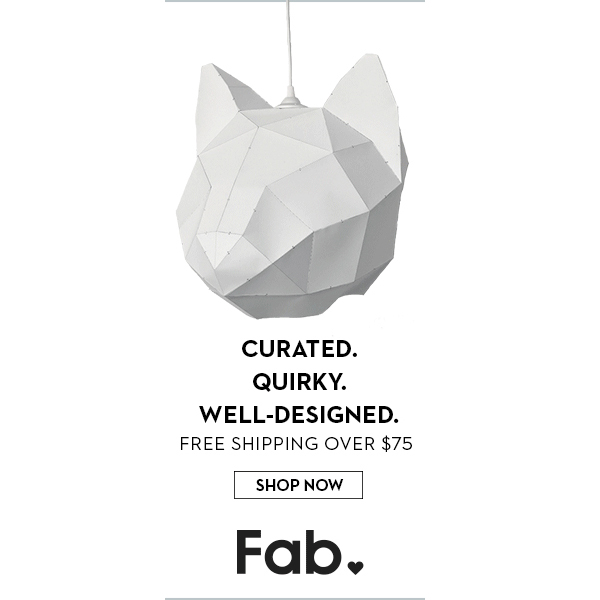 CURATED.
QUIRKY.
WELL-DESIGNED.
FREE SHIPPING OVER $75
SHOP NOW
Fab.